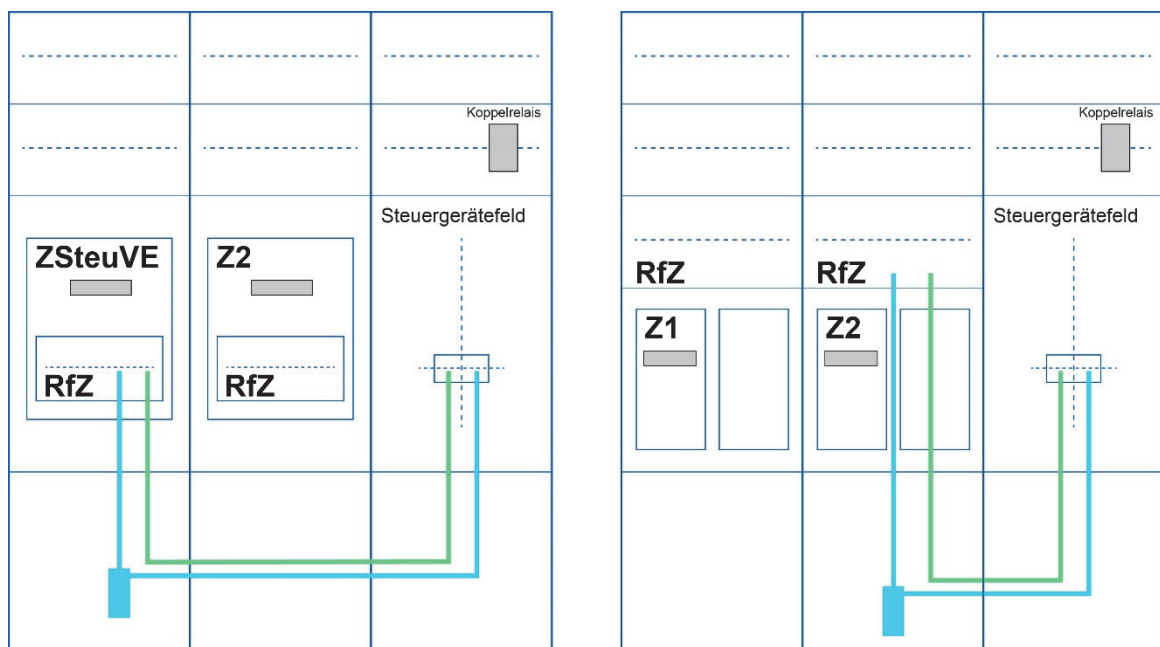 Koppelrelais
Steuergerätefeld
ZSteuVE
Z2
RfZ
RfZ
Koppelrelais
Steuergerätefeld
RfZ
RfZ
Z1
Z2